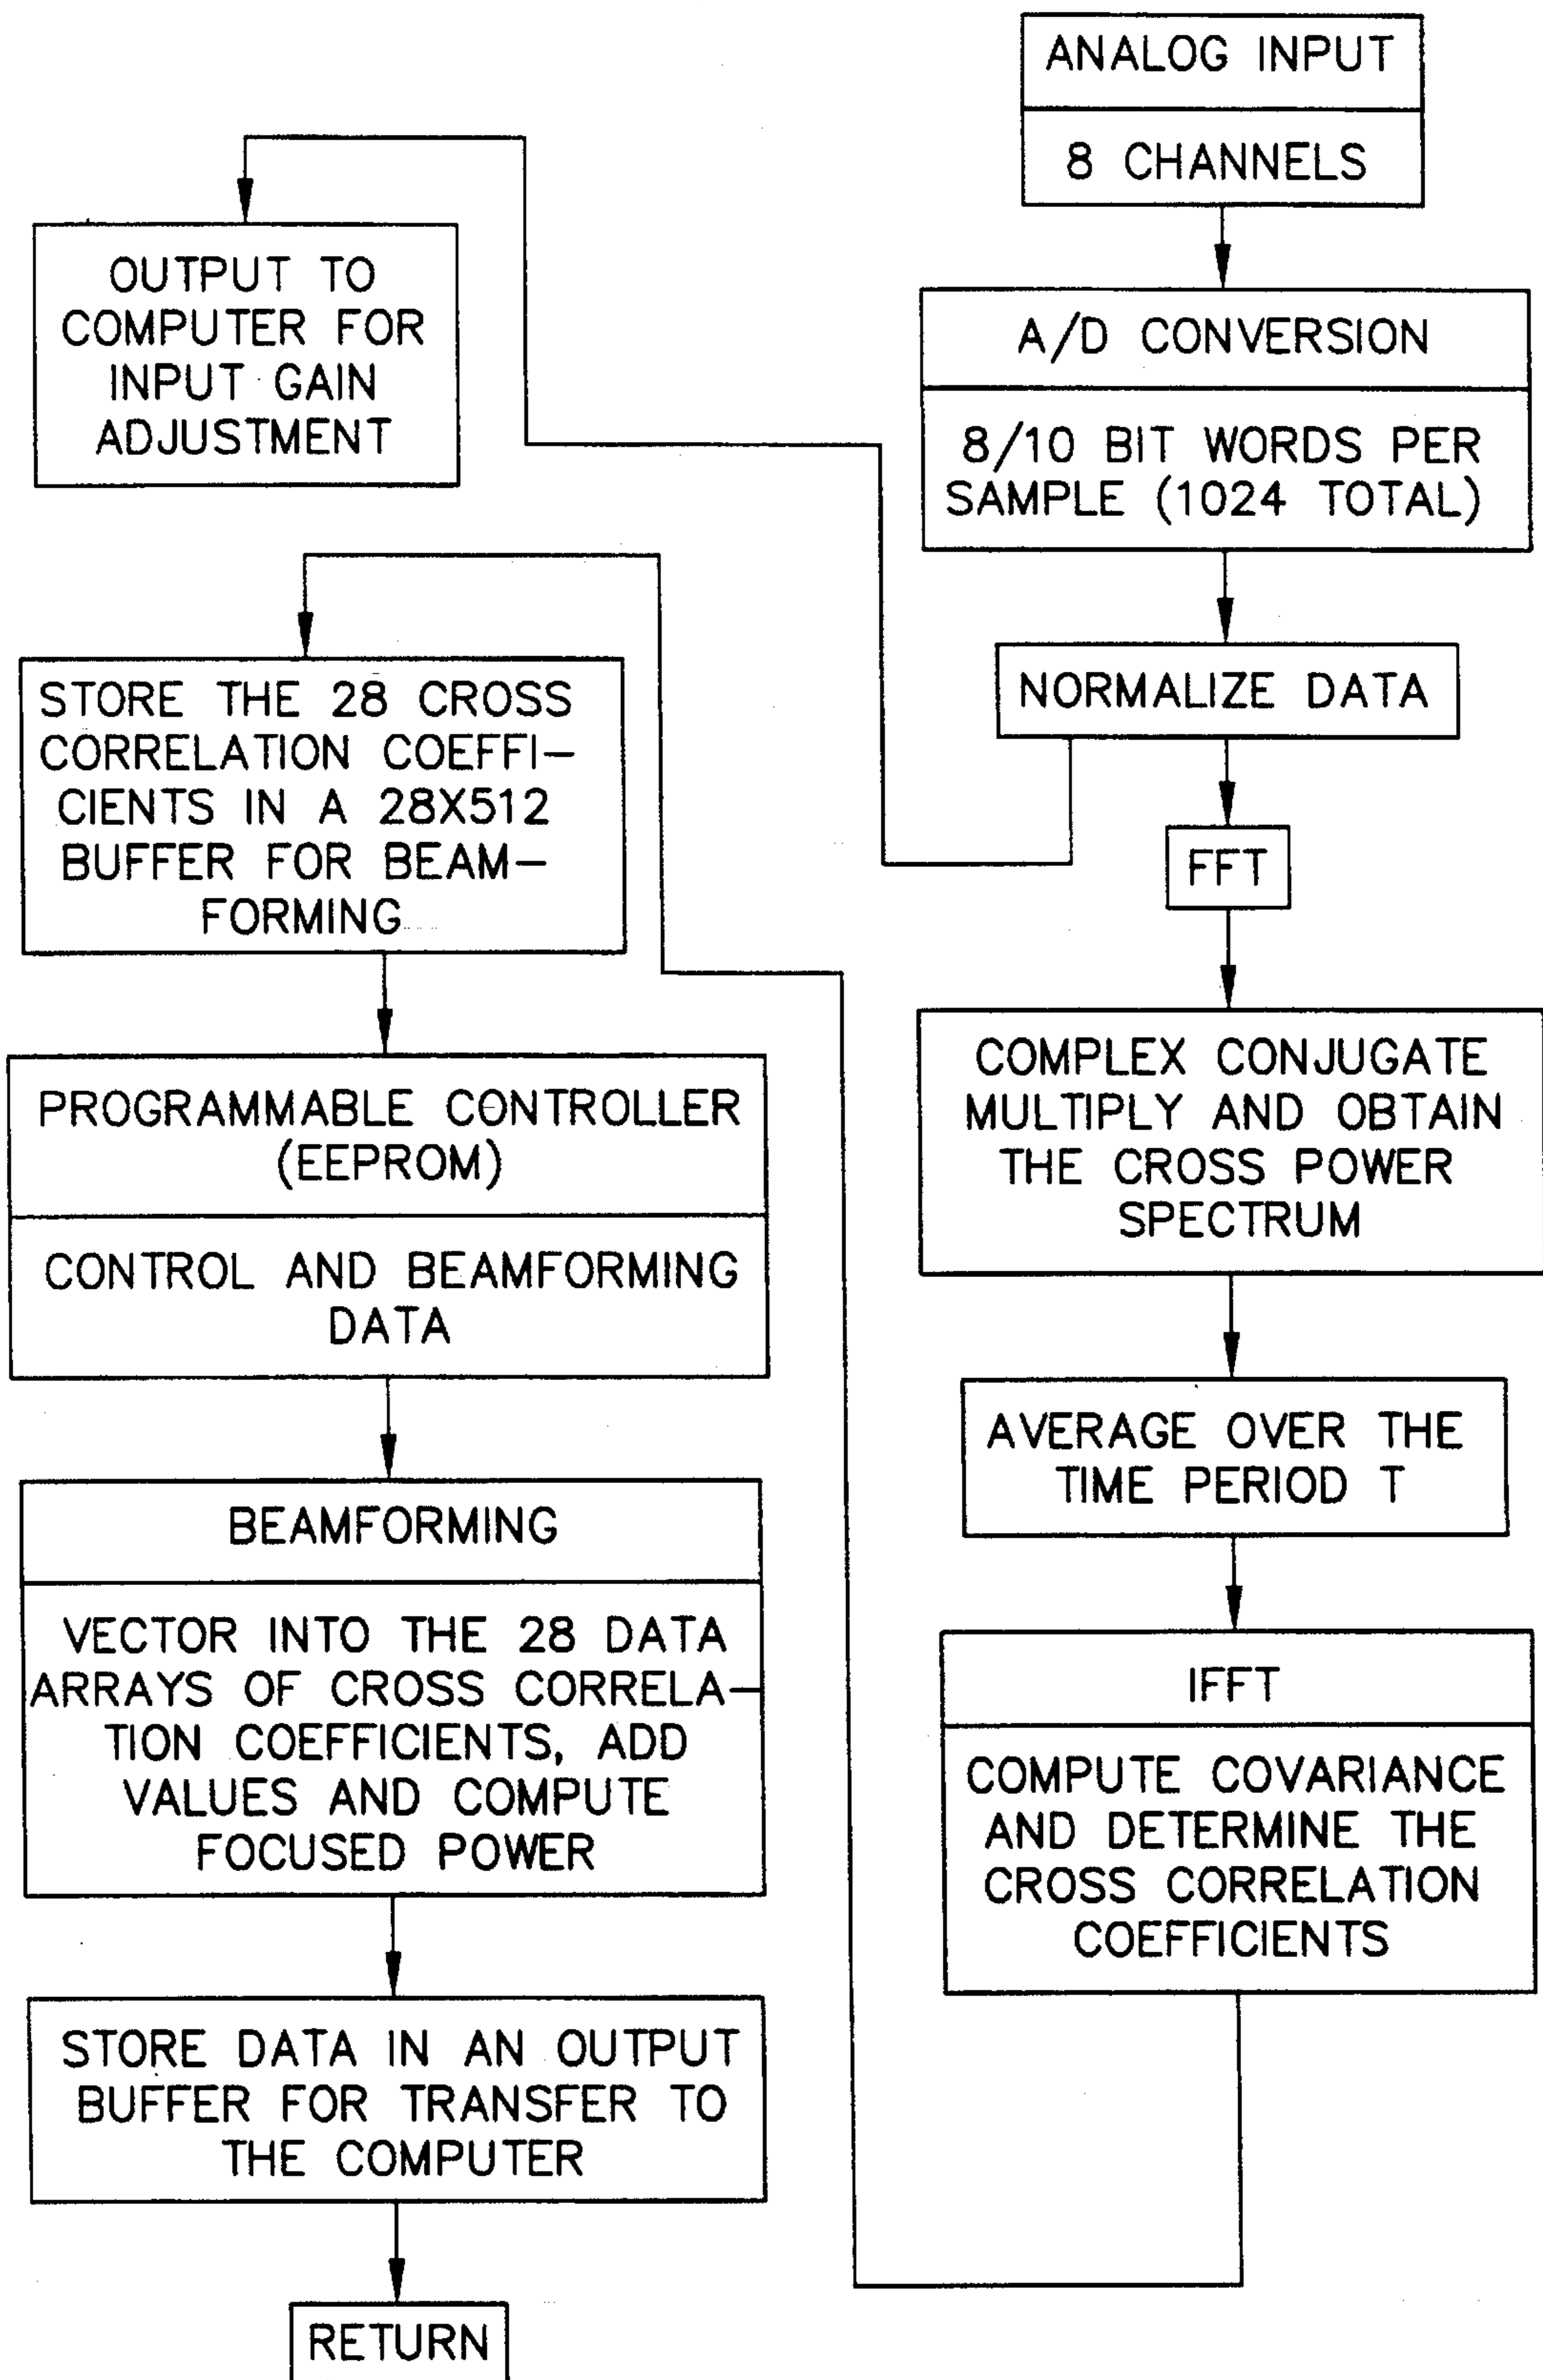 ANALOG INPUT
8 CHANNELS
A/D CONVERSION
8/10 BIT WORDS PER
SAMPLE (1024 TOTAL)
NORMALIZE DATA
FFT
COMPLEX CONJUGATE
MULTIPLY AND OBTAIN
THE CROSS POWER
SPECTRUM
AVERAGE OVER THE
TIME PERIOD T
IFFT
COMPUTE COVARIANCE
AND DETERMINE THE
CROSS CORRELATION
COEFFICIENTS
OUTPUT TO
COMPUTER FOR
INPUT GAIN
ADJUSTMENT
STORE THE 28 CROSS
CORRELATION COEFFI-
CIENTS IN A 28X512
BUFFER FOR BEAM-
FORMING
PROGRAMMABLE CONTROLLER
(EEPROM)
CONTROL AND BEAMFORMING
DATA
BEAMFORMING
VECTOR INTO THE 28 DATA
ARRAYS OF CROSS CORRELA-
TION COEFFICIENTS, ADD
VALUES AND COMPUTE
FOCUSED POWER
STORE DATA IN AN OUTPUT
BUFFER FOR TRANSFER TO
THE COMPUTER
RETURN